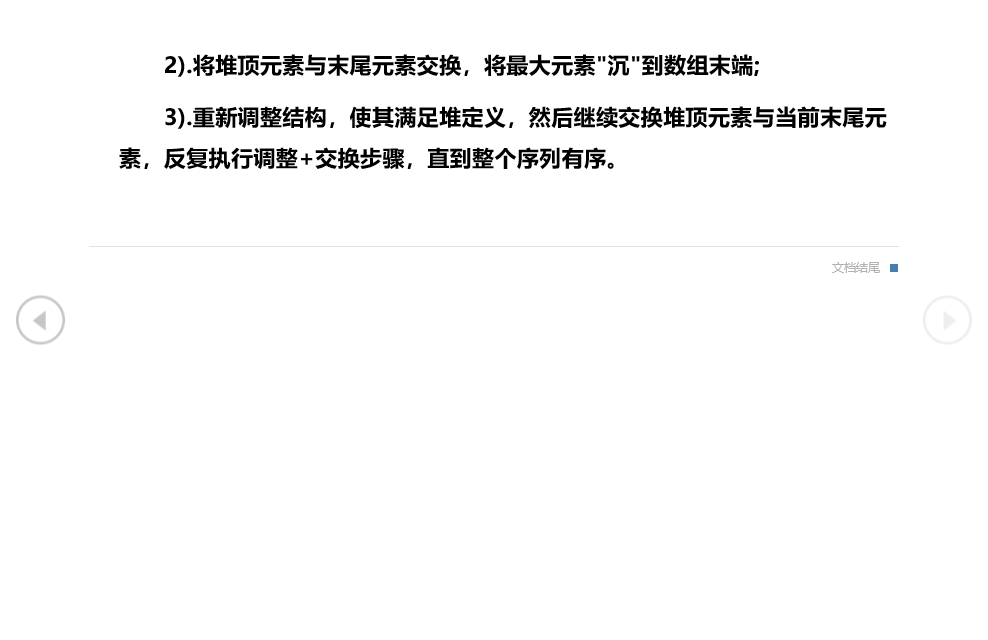 2).将堆顶元素与末尾元素交换，将最大元素"沉"到数组末端;
3).重新调整结构，使其满足堆定义，然后继续交换堆顶元素与当前末尾元
素，反复执行调整+交换步骤，直到整个序列有序。
文档结尾